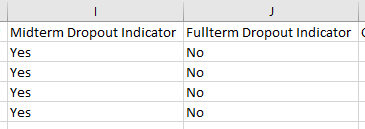 I J
Midterm Dropout Indicator Fullterm Dropout Indicator
Yes No
Yes No
Yes No
Yes No